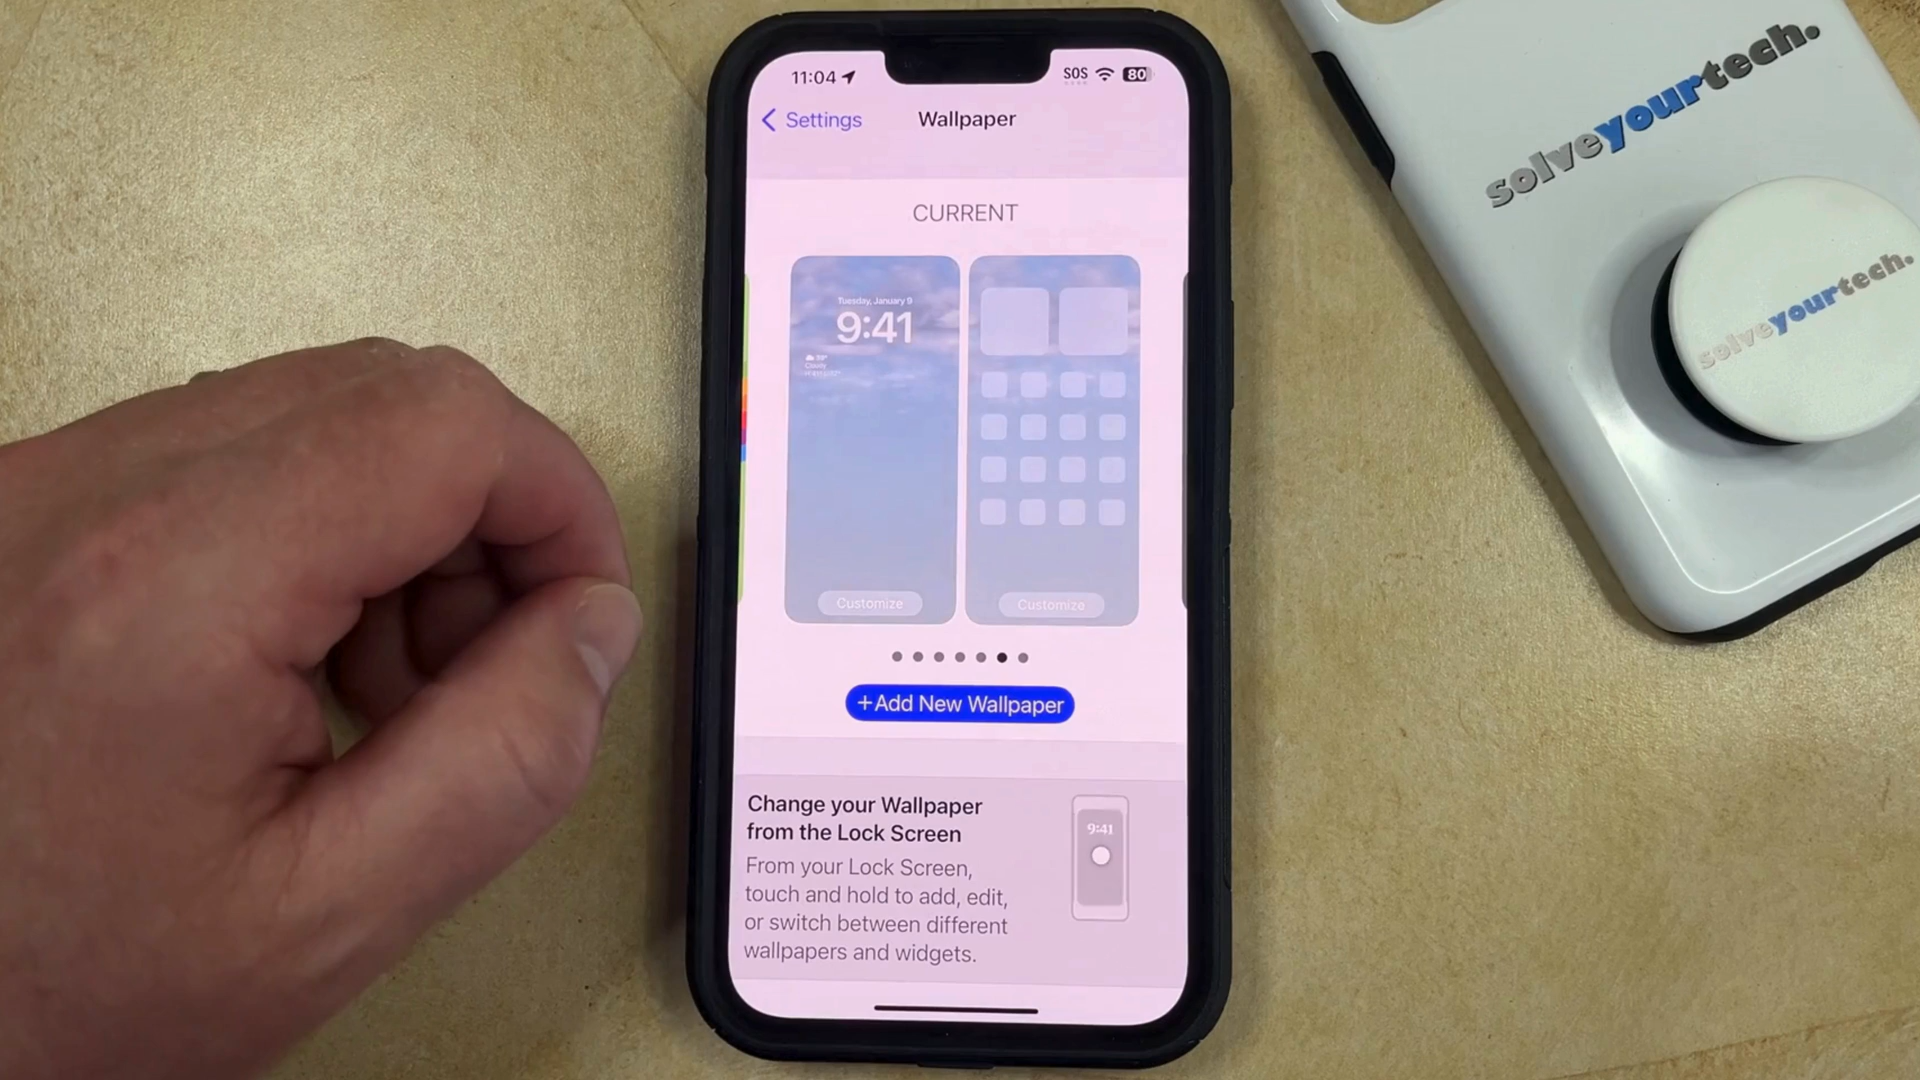 11:04
SOS
80
Settings
Wallpaper
CURRENT
Tuesday, January 9
9:41
Cloudy
Customize
Customize
+Add New Wallpaper
Change your Wallpaper
from the Lock Screen
From your Lock Screen,
touch and hold to add, edit,
or switch between different
wallpapers and widgets.
9:41
solveyourtech.
solveyourtech.